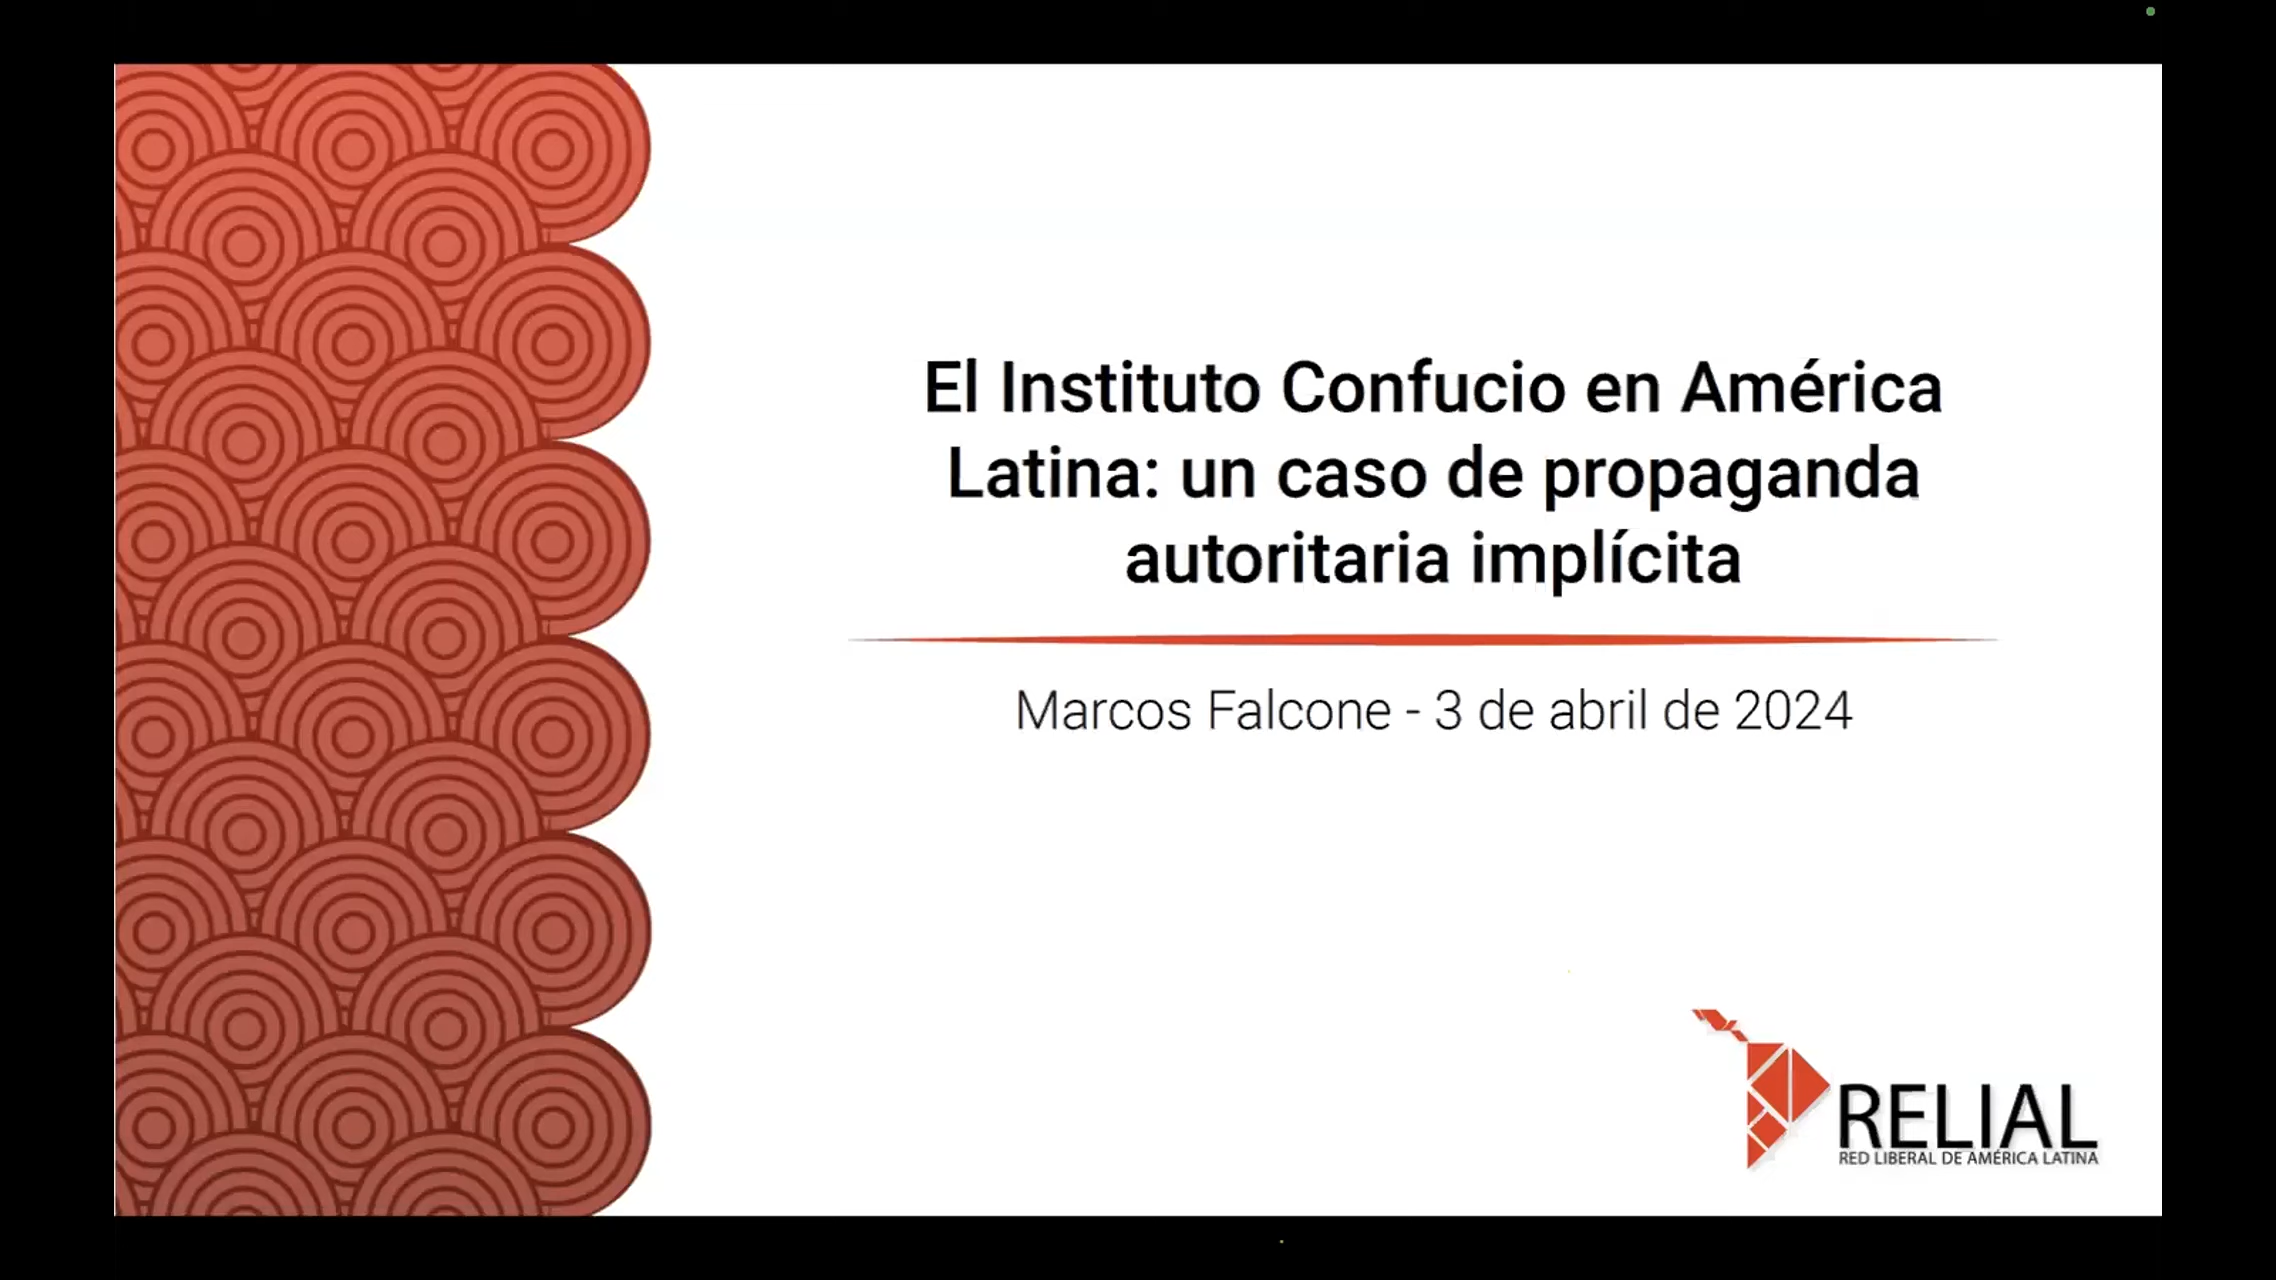 El Instituto Confucio en América
Latina: un caso de propaganda
autoritaria implícita
Marcos Falcone - 3 de abril de 2024
RELIAL
RED LIBERAL DE AMÉRICA LATINA